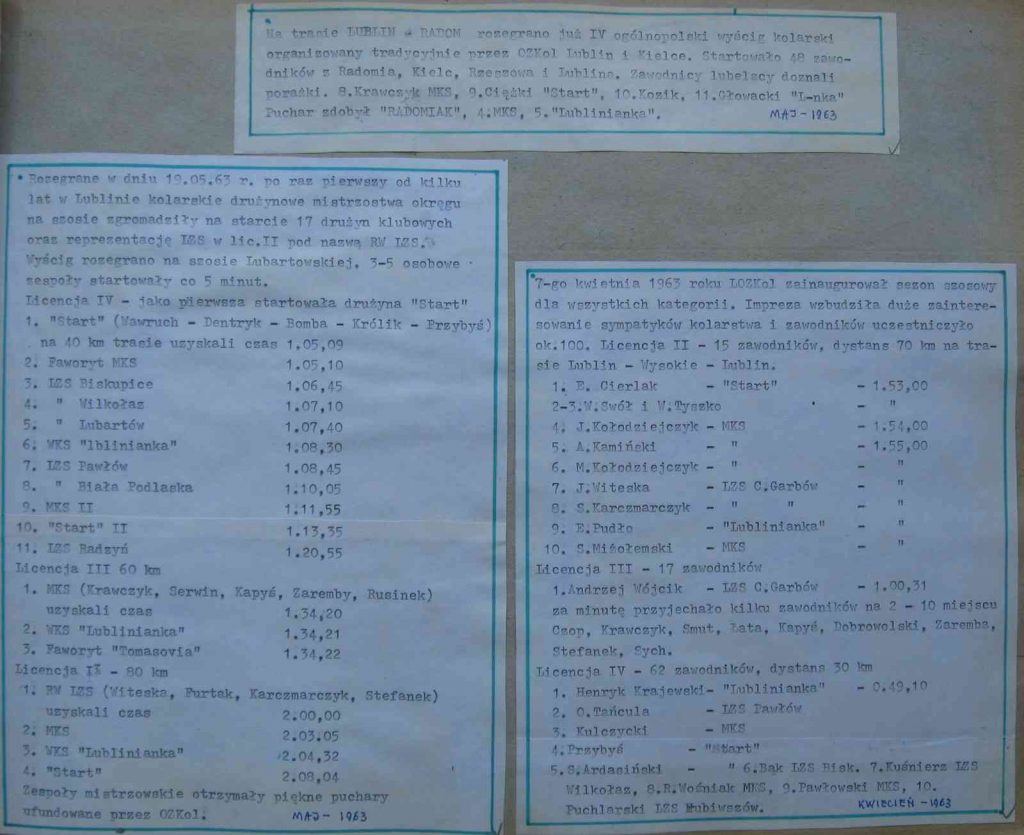 Na trasie LUBLIN - RADOM rozegrano już IV ogólnopolski wyścig kolarski
organizowany tradycyjnie przez OZKol Lublin i Kielce. Startowało 48 zawo-
dników z Radomia, Kielc, Rzeszowa i Lublina. Zawodnicy lubelscy doznali
porażki. 8.Krawczyk MKS, 9.Ciężki "Start", 10.Kozik, 11.Głowacki "L-nka"
Puchar zdobył "RADOMIAK", 4.MKS, 5."Lublinianka". MAJ - 1963
Rozegrane w dniu 19.05.63 r. po raz pierwszy od kilku
lat w Lublinie kolarskie drużynowe mistrzostwa okręgu
na szosie zgromadziły na starcie 17 drużyn klubowych
oraz reprezentację LZS w lic.II pod nazwą RW LZS.
Wyścig rozegrano na szosie Lubartowskiej. 3-5 osobowe
zespoły startowały co 5 minut.
Licencja IV - jako pierwsza startowała drużyna "Start"
1. "Start" (Wawruch - Dentryk - Bomba - Królik - Przybyś)
na 40 km trasie uzyskali czas 1.05,09
2. Faworyt MKS 1.05,10
3. LZS Biskupice 1.06,45
4. " Wilkołaz 1.07,10
5. " Lubartów 1.07,40
6. WKS "Lblinianka" 1.08,30
7. LZS Pawłów 1.08,45
8. " Biała Podlaska 1.10,05
9. MKS II 1.11,55
10. "Start" II 1.13,35
11. LZS Radzyń 1.20,55
Licencja III 60 km
1. MKS (Krawczyk, Serwin, Kapyś, Zaremby, Rusinek)
uzyskali czas 1.34,20
2. WKS "Lublinianka" 1.34,21
3. Faworyt "Tomasovia" 1.34,22
Licencja II - 80 km
1. RW LZS (Witeska, Furtak, Karczmarczyk, Stefanek)
uzyskali czas 2.00,00
2. MKS 2.03.05
3. WKS "Lublinianka" 2.04,32
4. "Start" 2.08,04
Zespoły mistrzowskie otrzymały piękne puchary
ufundowane przez OZKol. MAJ - 1963
7-go kwietnia 1963 roku LOZKol zainaugurował sezon szosowy
dla wszystkich kategorii. Impreza wzbudziła duże zaintere-
sowanie sympatyków kolarstwa i zawodników uczestniczyło
ok.100. Licencja II - 15 zawodników, dystans 70 km na tra-
sie Lublin - Wysokie - Lublin.
1. E. Cierlak - "Start" - 1.53,00
2-3.W.Swół i W.Tyszko - "
4. J.Kołodziejczyk - MKS - 1.54,00
5. A.Kamiński - " - 1.55,00
6. M.Kołodziejczyk - " - "
7. J.Witeska - LZS C.Garbów - "
8. S.Karczmarczyk - " " - "
9. E.Pudło - "Lublinianka" - "
10. S.Misołemski - MKS - "
Licencja III - 17 zawodników
1.Andrzej Wójcik - LZS C.Garbów - 1.00,31
za minutę przyjechało kilku zawodników na 2 - 10 miejscu
Czop, Krawczyk, Smut, Łata, Kapyś, Dobrowolski, Zaremba,
Stefanek, Sych.
Licencja IV - 62 zawodników, dystans 30 km
1. Henryk Krajewski- "Lublinianka" - 0.49,10
2. O.Tańcula - LZS Pawłów
3. Kulczycki - MKS
4.Przybyś - "Start"
5.S.Ardasiński - " 6.Bąk LZS Bisk. 7.Kuśnierz LZS
Wilkołaz, 8.R.Woźniak MKS, 9.Pawłowski MKS, 10.
Puchlarski LZS Łubiwszów. KWIECIEŃ - 1963